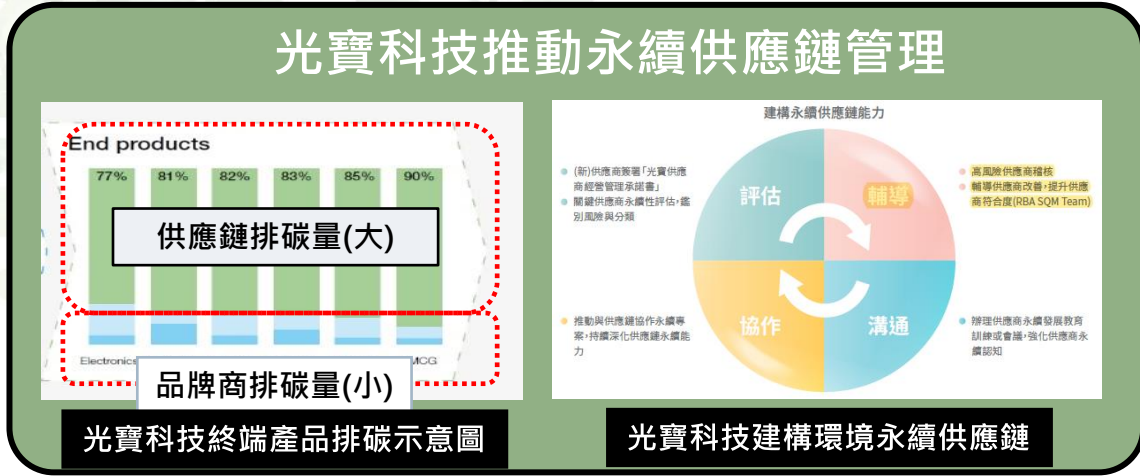 光寶科技推動永續供應鏈管理
End products
77% 81% 82% 83% 85% 90%
供應鏈排碳量(大)
Electronics
MCG
品牌商排碳量(小)
光寶科技終端產品排碳示意圖
建構永續供應鏈能力
(新)供應商簽署「光寶供應
商經營管理承諾書」
關鍵供應商永續性評估,鑑
別風險與分類
評估
輔導
高風險供應商稽核
輔導供應商改善,提升供應
商符合度(RBA SQM Team)
推動與供應鏈協作永續專
案,持續深化供應鏈永續能
力
協作
溝通
辦理供應商永續發展教育
訓練或會議,強化供應商永
續認知
光寶科技建構環境永續供應鏈